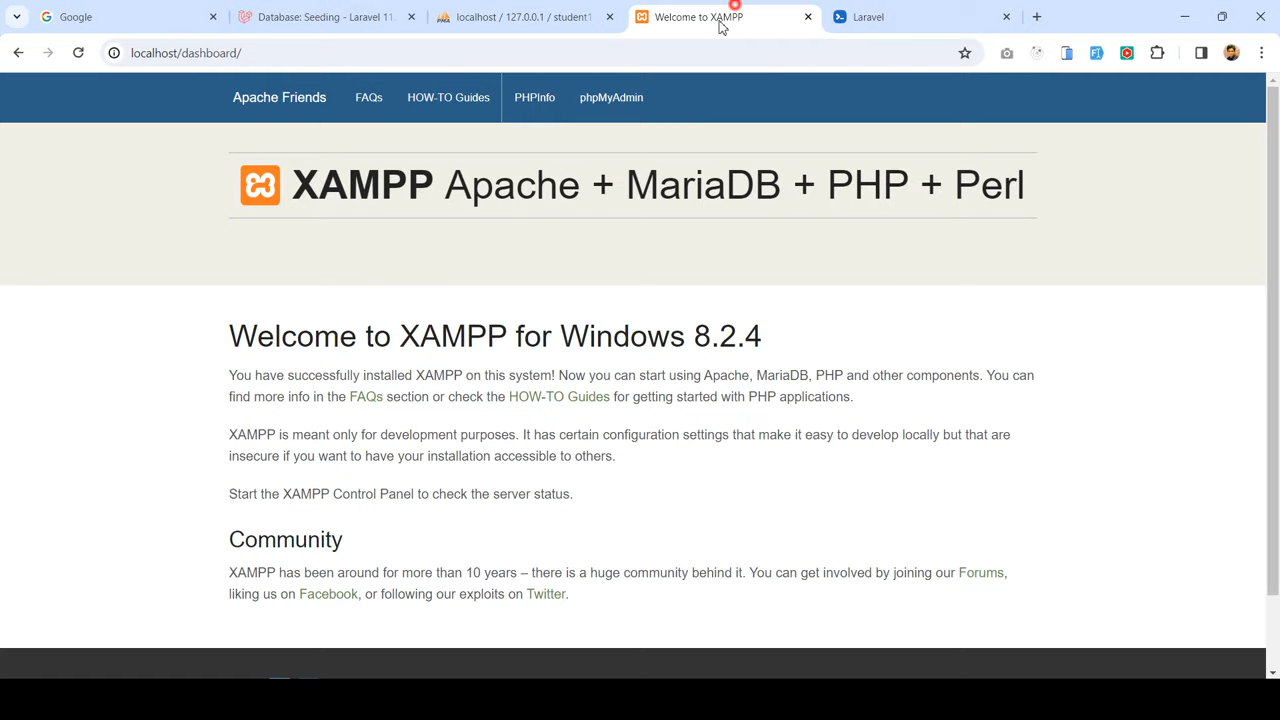 Google
Database: Seeding - Laravel 11.
localhost / 127.0.0.1 / student1
Welcome to XAMPP
Laravel
localhost/dashboard/
Apache Friends
FAQs
HOW-TO Guides
PHPInfo
phpMyAdmin
XAMPP Apache + MariaDB + PHP + Perl
Welcome to XAMPP for Windows 8.2.4
You have successfully installed XAMPP on this system! Now you can start using Apache, MariaDB, PHP and other components. You can
find more info in the FAQs section or check the HOW-TO Guides for getting started with PHP applications.
XAMPP is meant only for development purposes. It has certain configuration settings that make it easy to develop locally but that are
insecure if you want to have your installation accessible to others.
Start the XAMPP Control Panel to check the server status.
Community
XAMPP has been around for more than 10 years – there is a huge community behind it. You can get involved by joining our Forums,
liking us on Facebook, or following our exploits on Twitter.